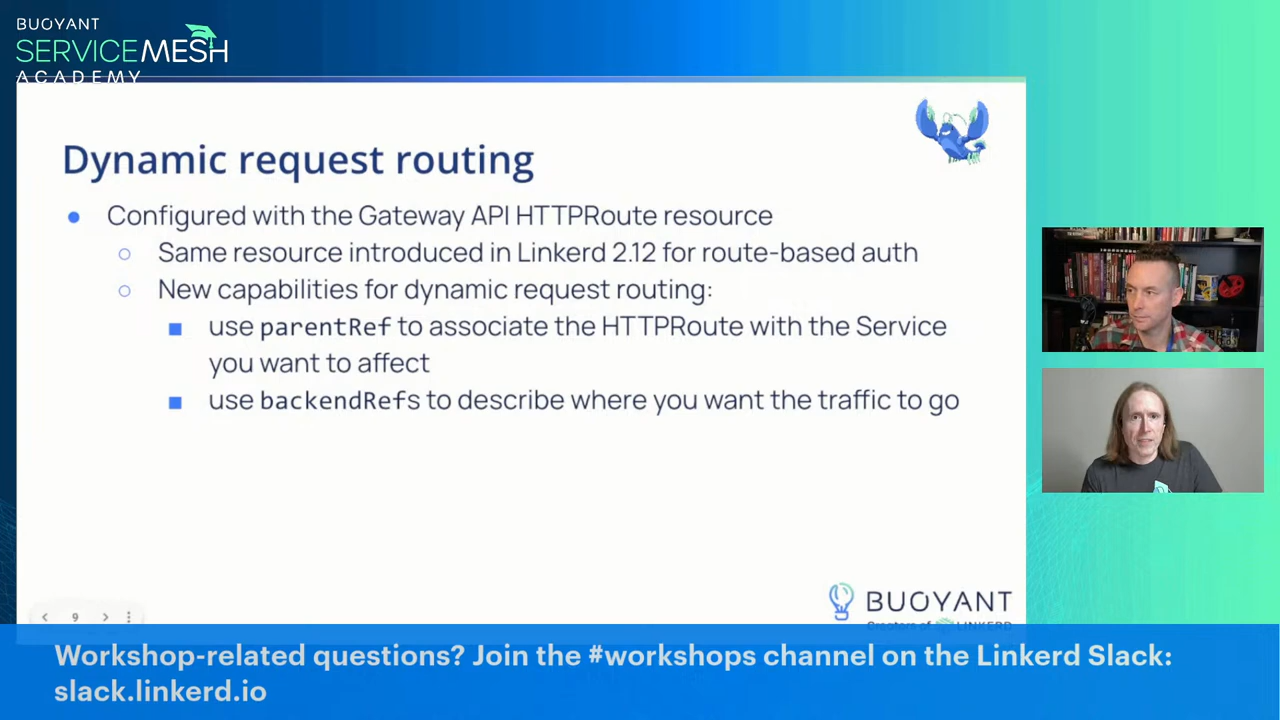 BUOYANT
SERVICEMESH
ACADEMY
Dynamic request routing
Configured with the Gateway API HTTPRoute resource
Same resource introduced in Linkerd 2.12 for route-based auth
New capabilities for dynamic request routing:
use parentRef to associate the HTTPRoute with the Service
you want to affect
use backendRefs to describe where you want the traffic to go
9
BUOYANT
Creators of LINKERD
Workshop-related questions? Join the #workshops channel on the Linkerd Slack:
slack.linkerd.io